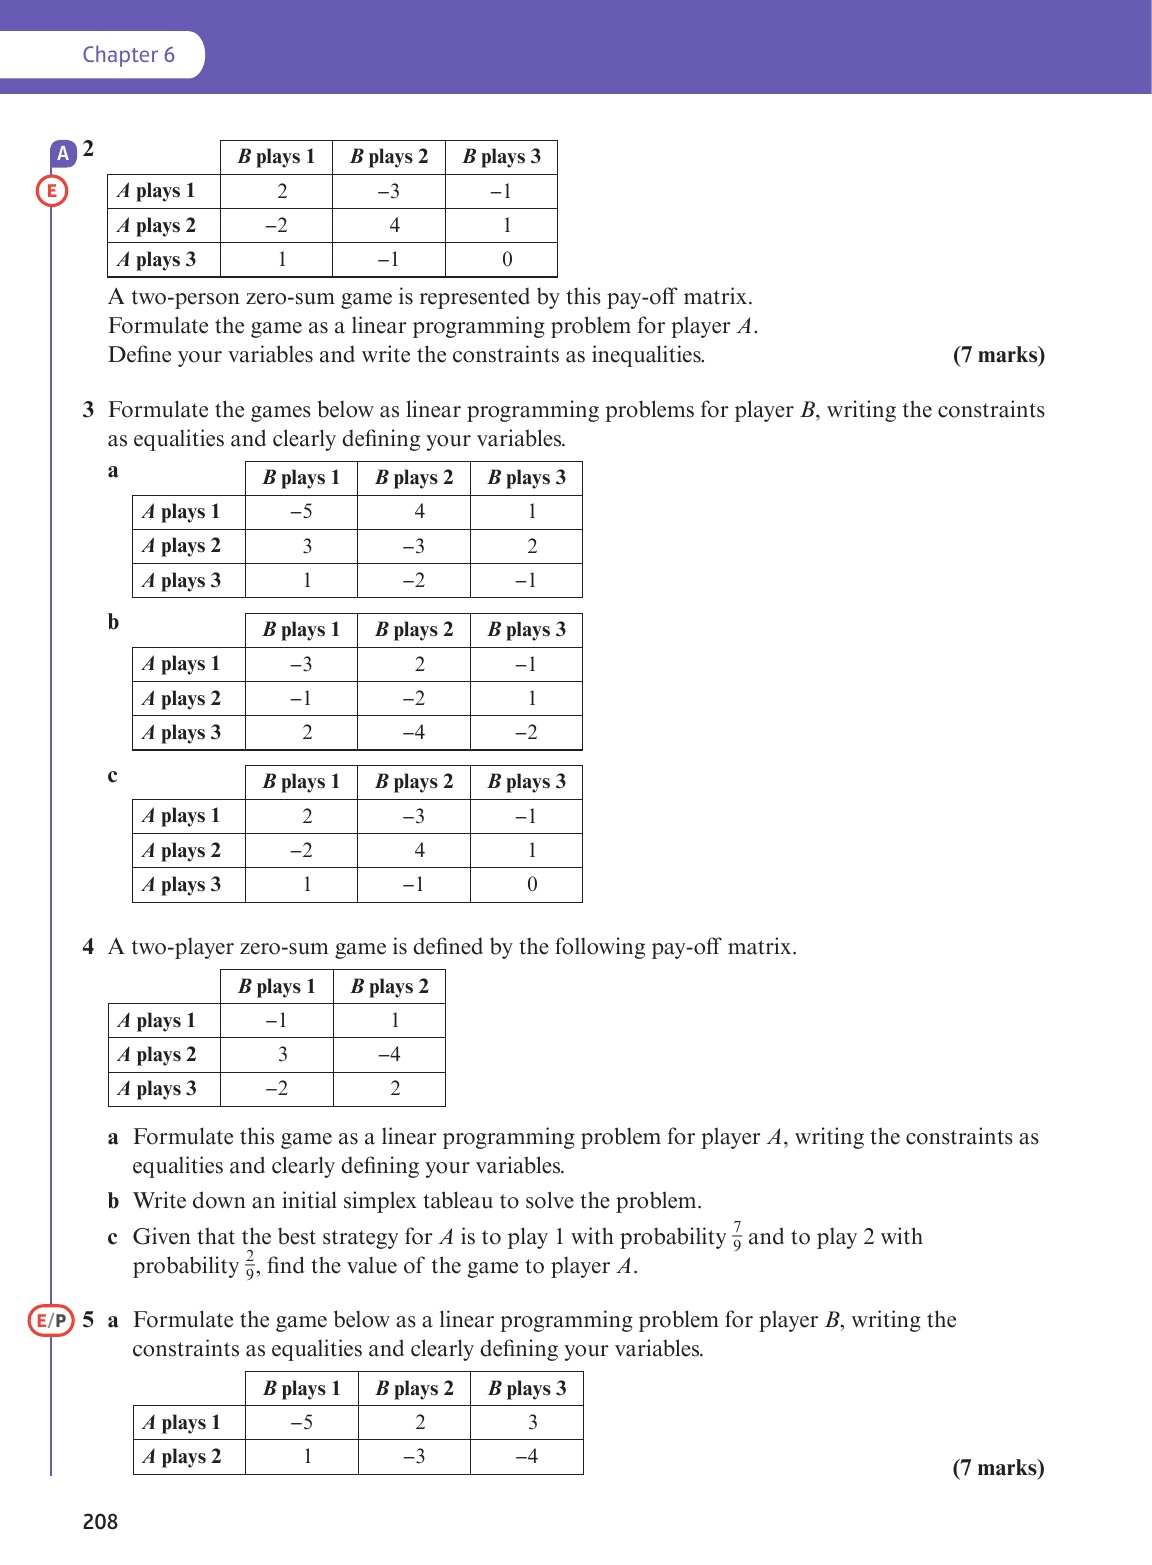 Chapter 6
A 2
B plays 1 B plays 2 B plays 3
A plays 1 2 −3 −1
E
A plays 2 −2 4 1
A plays 3 1 −1 0
A two-person zero-sum game is represented by this pay-off matrix.
Formulate the game as a linear programming problem for player A.
Define your variables and write the constraints as inequalities. (7 marks)
3 Formulate the games below as linear programming problems for player B, writing the constraints
as equalities and clearly defining your variables.
a
B plays 1 B plays 2 B plays 3
A plays 1 −5 4 1
A plays 2 3 −3 2
A plays 3 1 −2 −1
b
B plays 1 B plays 2 B plays 3
A plays 1 −3 2 −1
A plays 2 −1 −2 1
A plays 3 2 −4 −2
c
B plays 1 B plays 2 B plays 3
A plays 1 2 −3 −1
A plays 2 −2 4 1
A plays 3 1 −1 0
4 A two-player zero-sum game is defined by the following pay-off matrix.
B plays 1 B plays 2
A plays 1 −1 1
A plays 2 3 −4
A plays 3 −2 2
a Formulate this game as a linear programming problem for player A, writing the constraints as
equalities and clearly defining your variables.
b Write down an initial simplex tableau to solve the problem.
c Given that the best strategy for A is to play 1 with probability 7/9 and to play 2 with
probability 2/9, find the value of the game to player A.
E/P 5 a Formulate the game below as a linear programming problem for player B, writing the
constraints as equalities and clearly defining your variables.
B plays 1 B plays 2 B plays 3
A plays 1 −5 2 3
A plays 2 1 −3 −4
(7 marks)
208